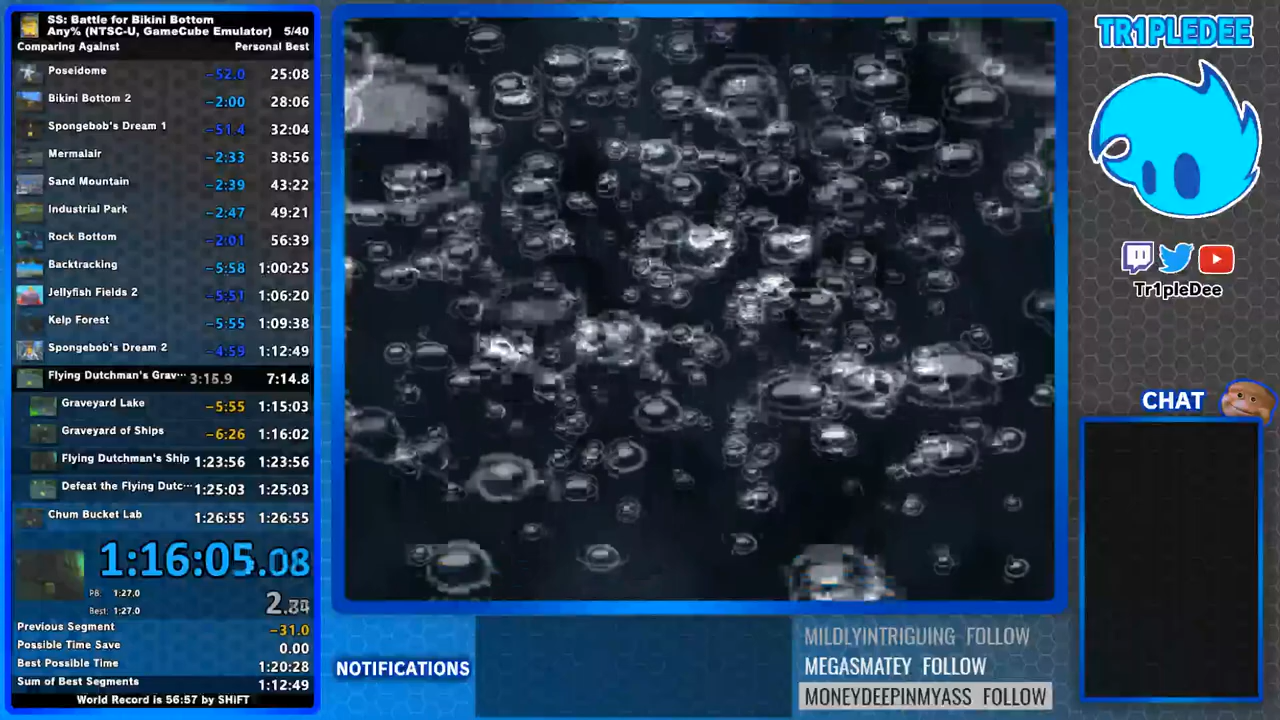 SS: Battle for Bikini Bottom
Any% (NTSC-U, GameCube Emulator) 5/40
Comparing Against Personal Best
Poseidome -52.0 25:08
Bikini Bottom 2 -2:00 28:06
Spongebob's Dream 1 -51.4 32:04
Mermalair -2:33 38:56
Sand Mountain -2:39 43:22
Industrial Park -2:47 49:21
Rock Bottom -2:01 56:39
Backtracking -5:58 1:00:25
Jellyfish Fields 2 -5:51 1:06:20
Kelp Forest -5:55 1:09:38
Spongebob's Dream 2 -4:59 1:12:49
Flying Dutchman's Grav... 3:15.9 7:14.8
Graveyard Lake -5:55 1:15:03
Graveyard of Ships -6:26 1:16:02
Flying Dutchman's Ship 1:23:56 1:23:56
Defeat the Flying Dutc... 1:25:03 1:25:03
Chum Bucket Lab 1:26:55 1:26:55
1:16:05.08
PB: 1:27.0
Best: 1:27.0
2.84
Previous Segment -31.0
Possible Time Save 0.00
Best Possible Time 1:20:28
Sum of Best Segments 1:12:49
World Record is 56:57 by SHiFT
NOTIFICATIONS
MILDLYINTRIGUING FOLLOW
MEGASMATEY FOLLOW
MONEYDEEPINMYASS FOLLOW
TR1PLEDEE
Tr1pleDee
CHAT